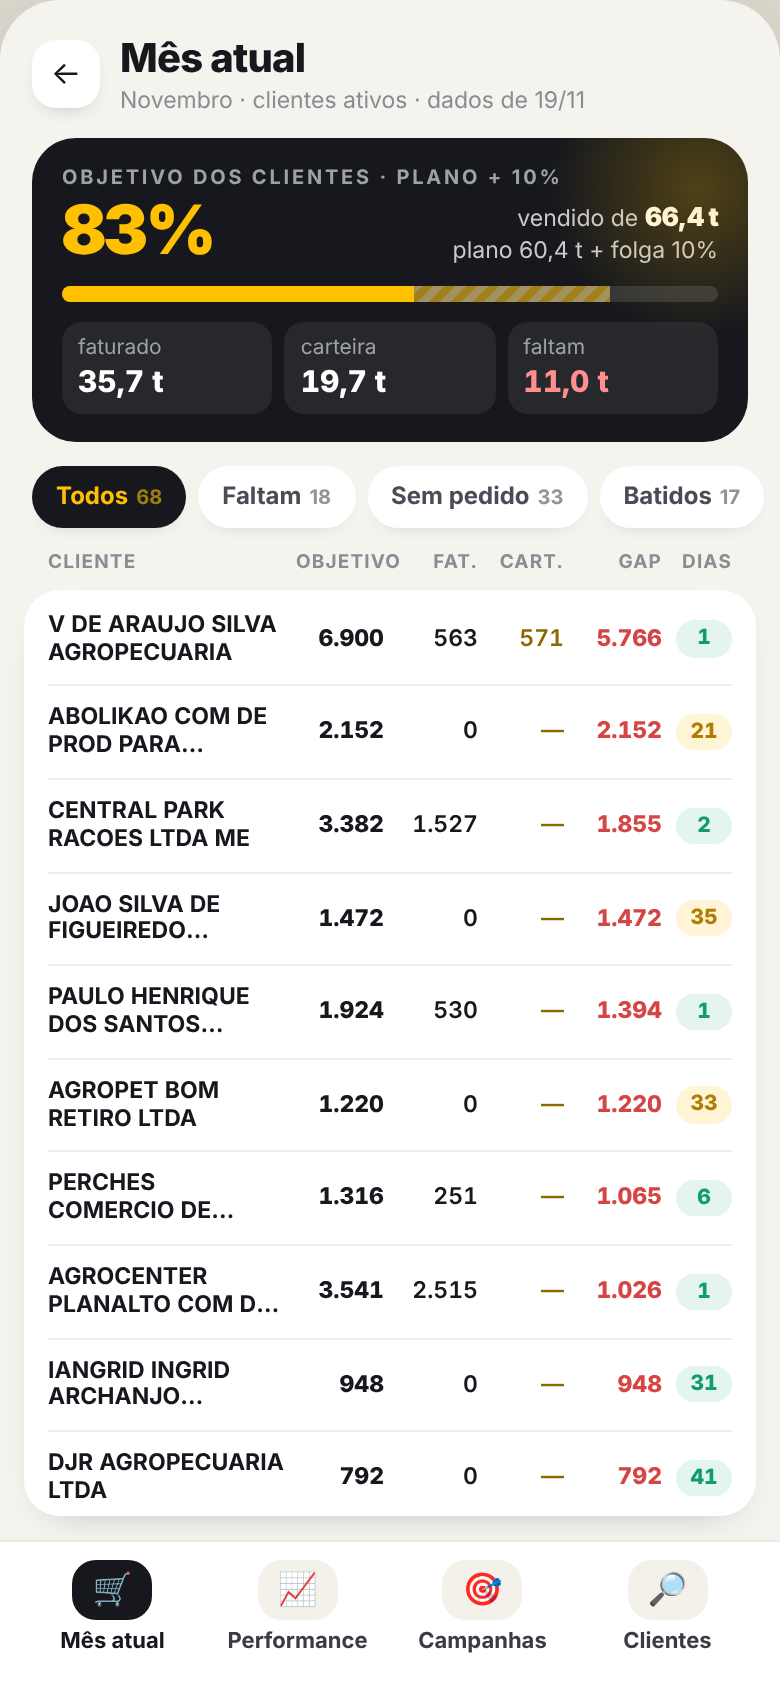 Mês atual
Novembro · clientes ativos · dados de 19/11
OBJETIVO DOS CLIENTES · PLANO + 10%
83%
vendido de 66,4 t
plano 60,4 t + folga 10%
faturado
35,7 t
carteira
19,7 t
faltam
11,0 t
Todos 68
Faltam 18
Sem pedido 33
Batidos 17
CLIENTE OBJETIVO FAT. CART. GAP DIAS
V DE ARAUJO SILVA
AGROPECUARIA
6.900 563 571 5.766 1
ABOLIKAO COM DE
PROD PARA...
2.152 0 — 2.152 21
CENTRAL PARK
RACOES LTDA ME
3.382 1.527 — 1.855 2
JOAO SILVA DE
FIGUEIREDO...
1.472 0 — 1.472 35
PAULO HENRIQUE
DOS SANTOS...
1.924 530 — 1.394 1
AGROPET BOM
RETIRO LTDA
1.220 0 — 1.220 33
PERCHES
COMERCIO DE...
1.316 251 — 1.065 6
AGROCENTER
PLANALTO COM D...
3.541 2.515 — 1.026 1
IANGRID INGRID
ARCHANJO...
948 0 — 948 31
DJR AGROPECUARIA
LTDA
792 0 — 792 41
Mês atual
Performance
Campanhas
Clientes